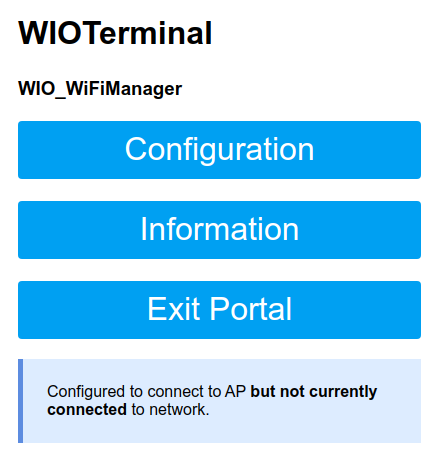 WIOTerminal
WIO_WiFiManager
Configuration
Information
Exit Portal
Configured to connect to AP but not currently
connected to network.